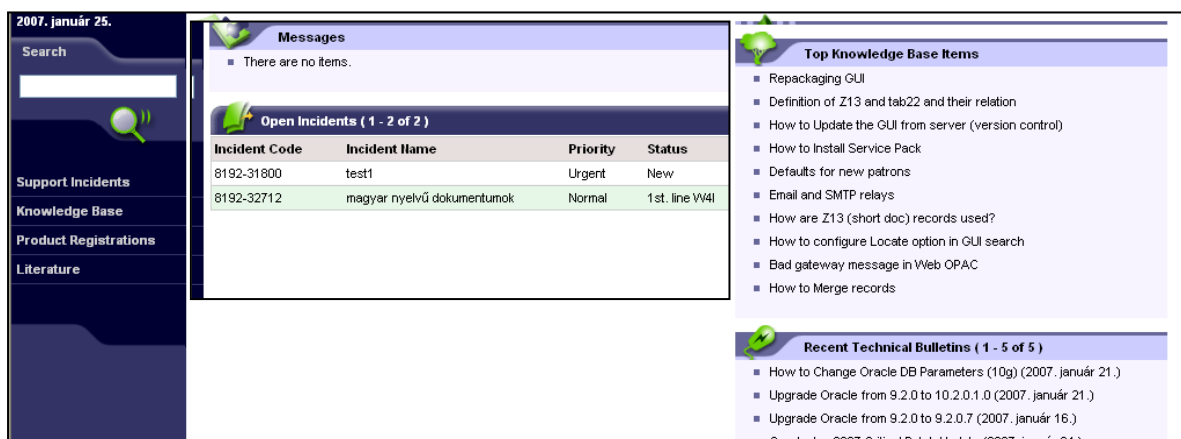 2007. január 25.
Search
Support Incidents
Knowledge Base
Product Registrations
Literature
Messages
There are no items.
Open Incidents ( 1 - 2 of 2 )
Incident Code Incident Name Priority Status
8192-31800 test1 Urgent New
8192-32712 magyar nyelvű dokumentumok Normal 1st. line W4I
Top Knowledge Base Items
Repackaging GUI
Definition of Z13 and tab22 and their relation
How to Update the GUI from server (version control)
How to Install Service Pack
Defaults for new patrons
Email and SMTP relays
How are Z13 (short doc) records used?
How to configure Locate option in GUI search
Bad gateway message in Web OPAC
How to Merge records
Recent Technical Bulletins ( 1 - 5 of 5 )
How to Change Oracle DB Parameters (10g) (2007. január 21.)
Upgrade Oracle from 9.2.0 to 10.2.0.1.0 (2007. január 21.)
Upgrade Oracle from 9.2.0 to 9.2.0.7 (2007. január 16.)